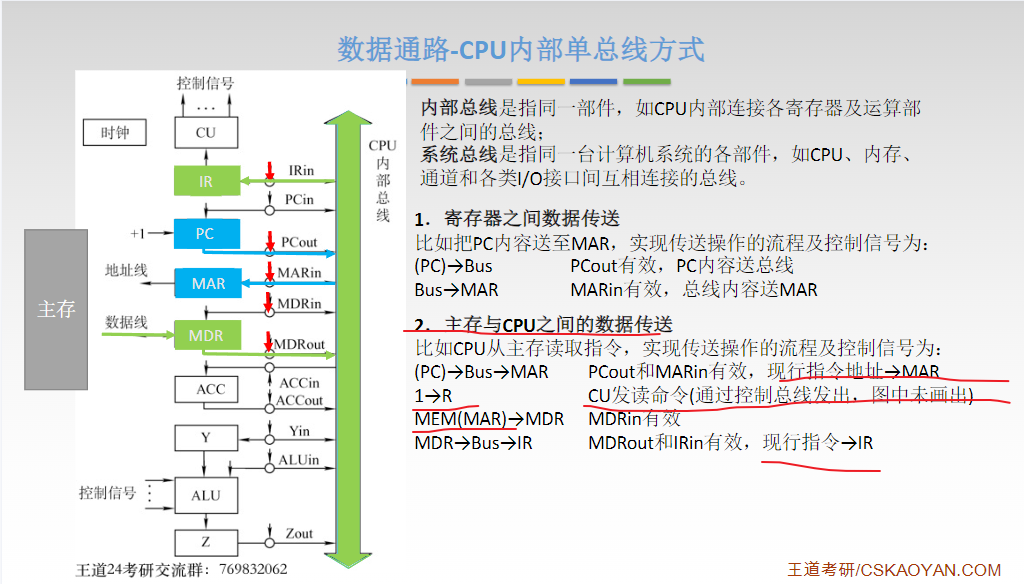 数据通路-CPU内部单总线方式
控制信号
...
时钟
CU
CPU内部总线
IR
IRin
PCin
+1
PC
PCout
地址线
MAR
MARin
MDRin
主存
数据线
MDR
MDRout
ACC
ACCin
ACCout
Y
Yin
ALUin
控制信号
ALU
Z
Zout
王道24考研交流群：769832062
内部总线是指同一部件，如CPU内部连接各寄存器及运算部
件之间的总线；
系统总线是指同一台计算机系统的各部件，如CPU、内存、
通道和各类I/O接口间互相连接的总线。
1．寄存器之间数据传送
比如把PC内容送至MAR，实现传送操作的流程及控制信号为：
(PC)→Bus PCout有效，PC内容送总线
Bus→MAR MARin有效，总线内容送MAR
2．主存与CPU之间的数据传送
比如CPU从主存读取指令，实现传送操作的流程及控制信号为：
(PC)→Bus→MAR PCout和MARin有效，现行指令地址→MAR
1→R CU发读命令(通过控制总线发出，图中未画出)
MEM(MAR)→MDR MDRin有效
MDR→Bus→IR MDRout和IRin有效，现行指令→IR
王道考研/CSKAOYAN.COM